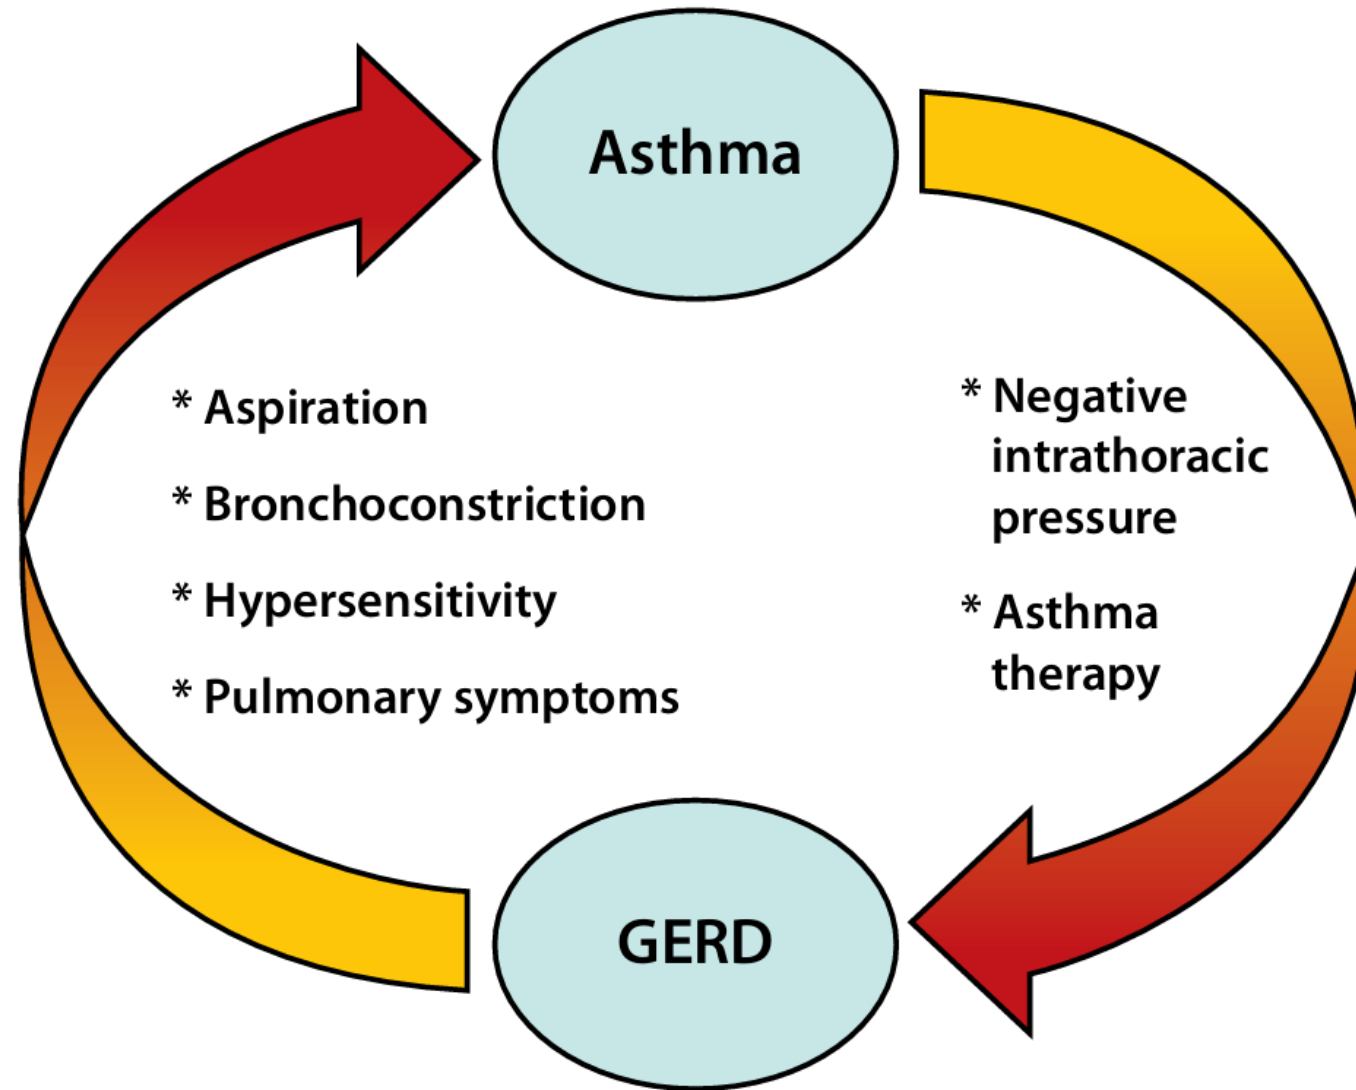 Asthma
* Aspiration
* Bronchoconstriction
* Hypersensitivity
* Pulmonary symptoms
* Negative
intrathoracic
pressure
* Asthma
therapy
GERD